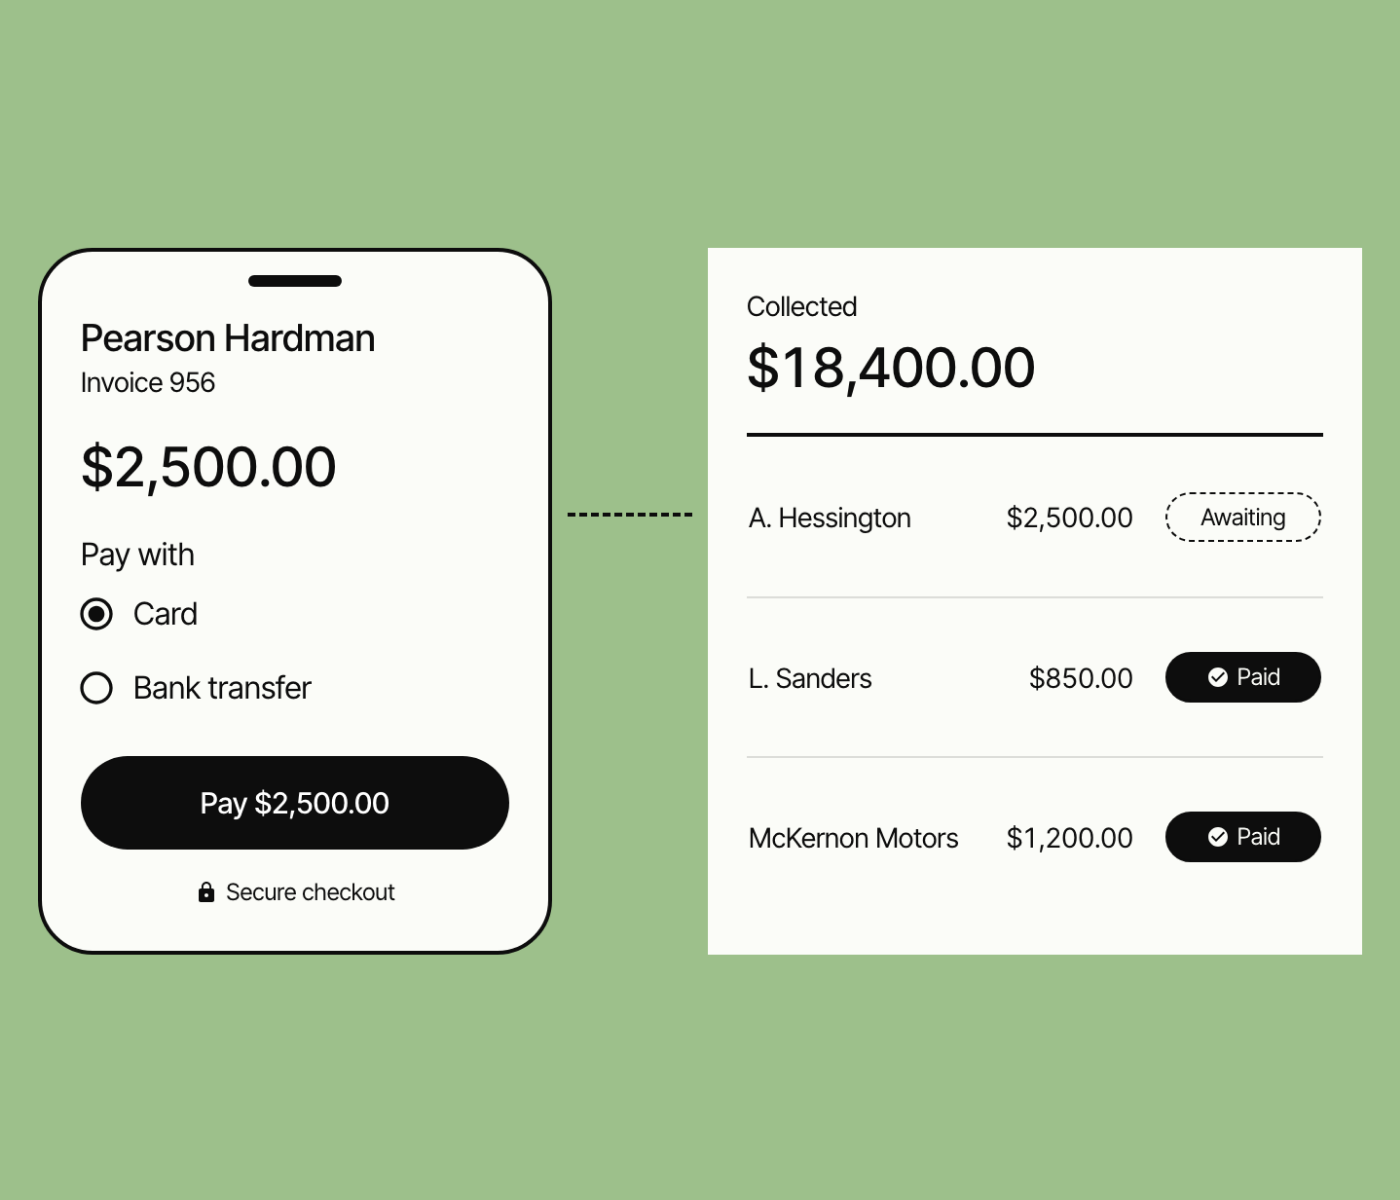 Pearson Hardman
Invoice 956
$2,500.00
Pay with
Card
Bank transfer
Pay $2,500.00
Secure checkout
Collected
$18,400.00
A. Hessington $2,500.00 Awaiting
L. Sanders $850.00 Paid
McKernon Motors $1,200.00 Paid